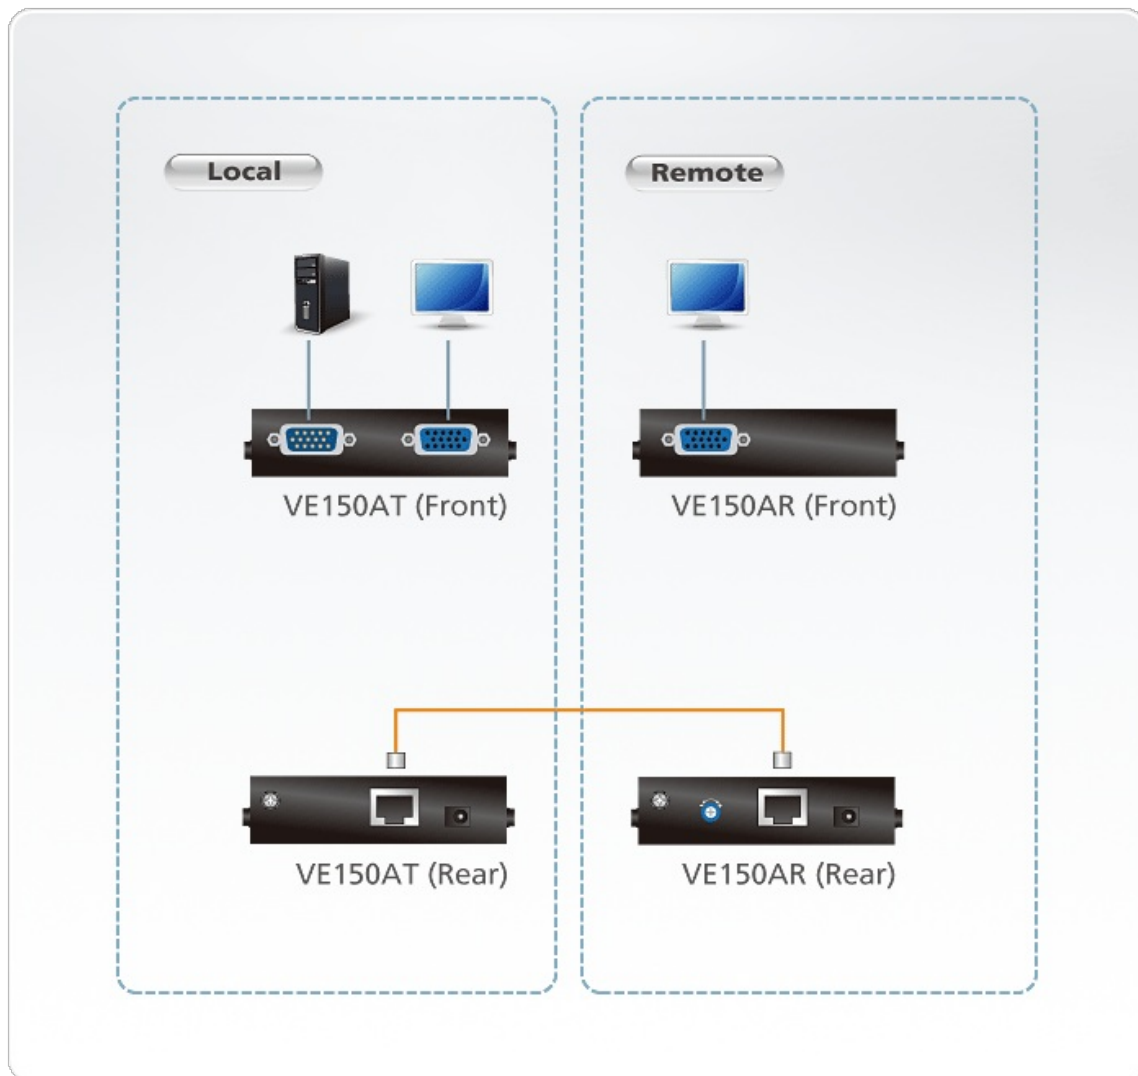 Local
Remote
VE150AT (Front)
VE150AR (Front)
VE150AT (Rear)
VE150AR (Rear)